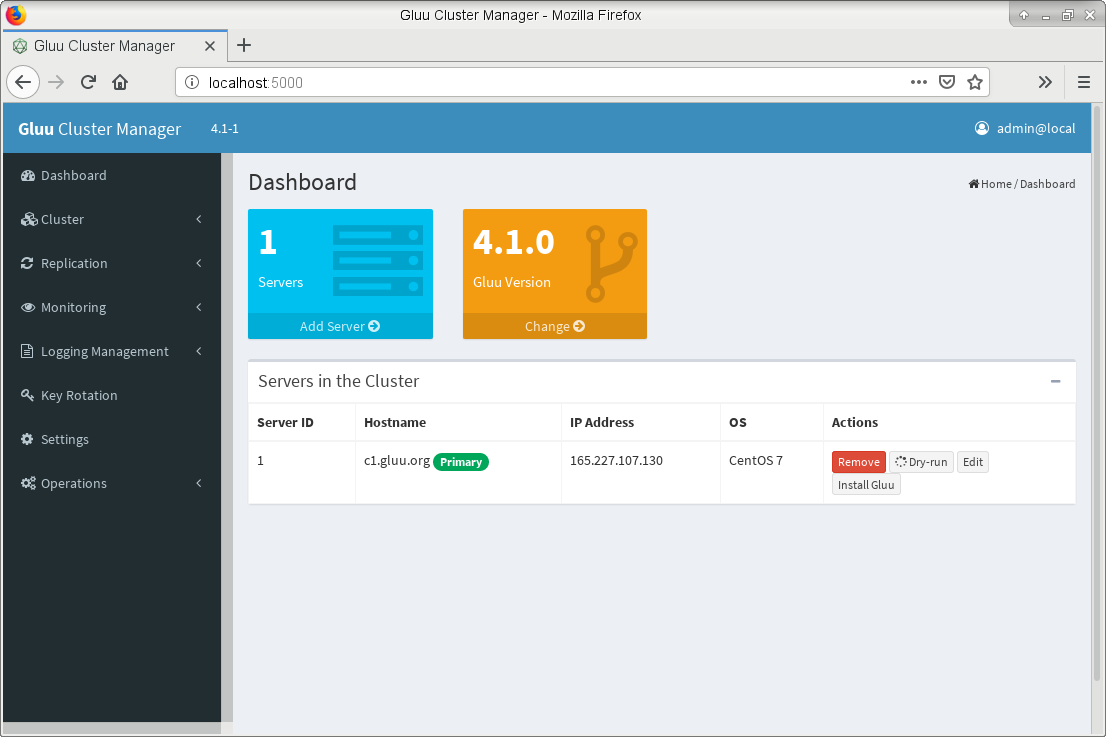 Gluu Cluster Manager - Mozilla Firefox
Gluu Cluster Manager
localhost:5000
Gluu Cluster Manager 4.1-1 admin@local
Dashboard
Cluster
Replication
Monitoring
Logging Management
Key Rotation
Settings
Operations
Dashboard
Home / Dashboard
1
Servers
Add Server
4.1.0
Gluu Version
Change
Servers in the Cluster
Server ID Hostname IP Address OS Actions
1 c1.gluu.org Primary 165.227.107.130 CentOS 7 Remove Dry-run Edit
Install Gluu